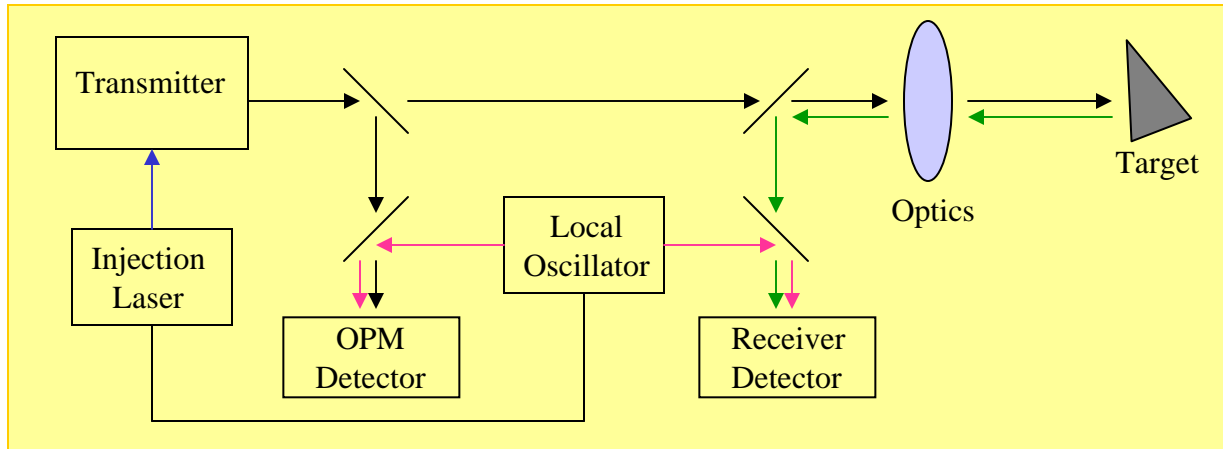 Transmitter
Target
Optics
Injection
Laser
Local
Oscillator
OPM
Detector
Receiver
Detector